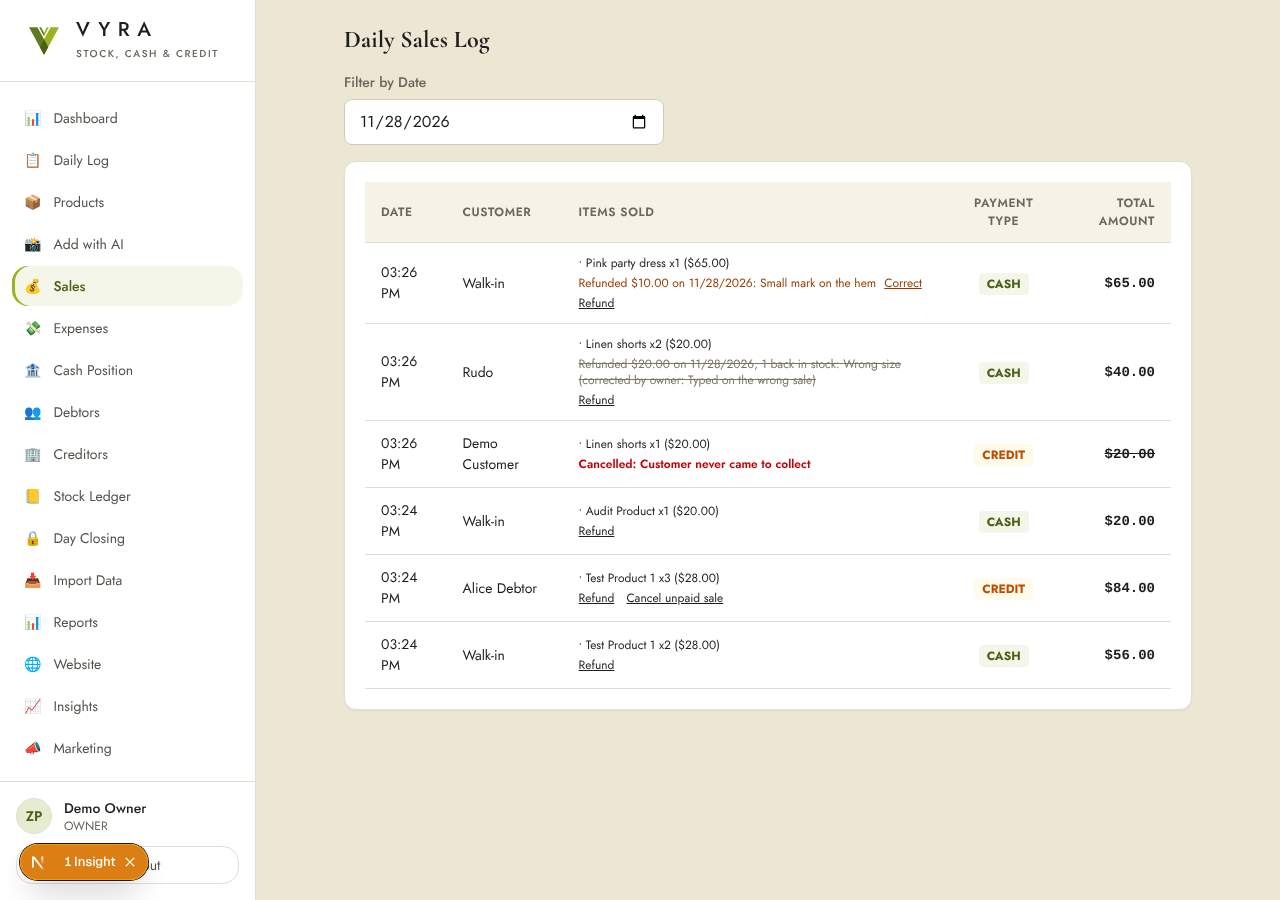 VYRA
STOCK, CASH & CREDIT
Dashboard
Daily Log
Products
Add with AI
Sales
Expenses
Cash Position
Debtors
Creditors
Stock Ledger
Day Closing
Import Data
Reports
Website
Insights
Marketing
ZP
Demo Owner
OWNER
1 Insight
ut
Daily Sales Log
Filter by Date
11/28/2026
DATE
CUSTOMER
ITEMS SOLD
PAYMENT
TYPE
TOTAL
AMOUNT
03:26
PM
Walk-in
· Pink party dress x1 ($65.00)
Refunded $10.00 on 11/28/2026: Small mark on the hem Correct
Refund
CASH
$65.00
03:26
PM
Rudo
· Linen shorts x2 ($20.00)
Refunded $20.00 on 11/28/2026, 1 back in stock: Wrong size
(corrected by owner: Typed on the wrong sale)
Refund
CASH
$40.00
03:26
PM
Demo
Customer
· Linen shorts x1 ($20.00)
Cancelled: Customer never came to collect
CREDIT
$20.00
03:24
PM
Walk-in
· Audit Product x1 ($20.00)
Refund
CASH
$20.00
03:24
PM
Alice Debtor
· Test Product 1 x3 ($28.00)
Refund Cancel unpaid sale
CREDIT
$84.00
03:24
PM
Walk-in
· Test Product 1 x2 ($28.00)
Refund
CASH
$56.00